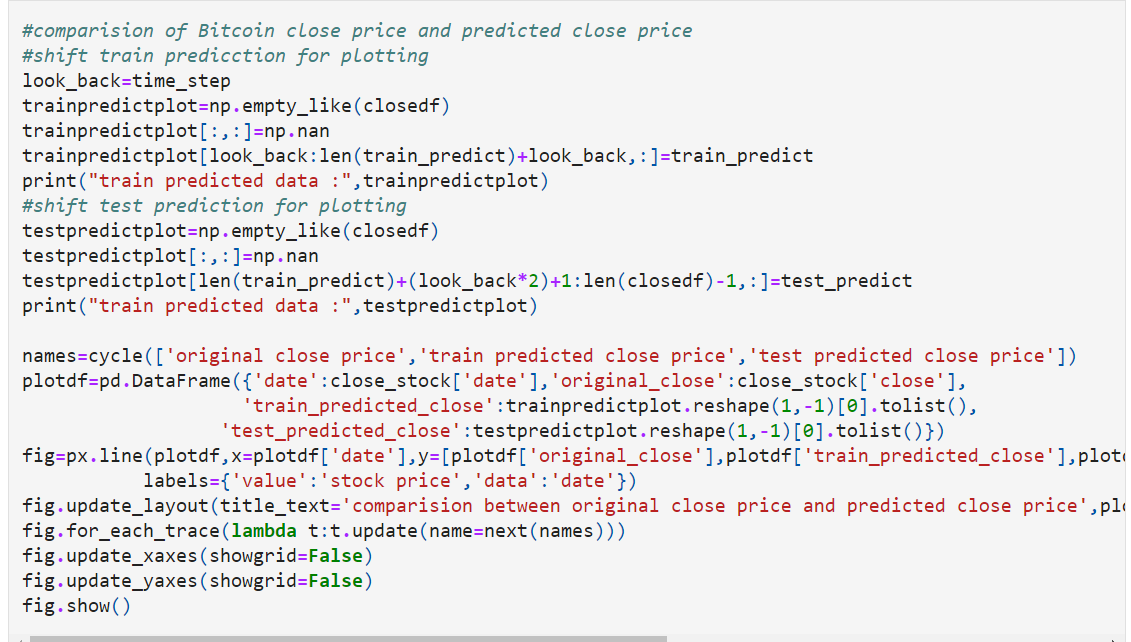 #comparision of Bitcoin close price and predicted close price
#shift train predicction for plotting
look_back=time_step
trainpredictplot=np.empty_like(closedf)
trainpredictplot[:,:]=np.nan
trainpredictplot[look_back:len(train_predict)+look_back,:]=train_predict
print("train predicted data :",trainpredictplot)
#shift test prediction for plotting
testpredictplot=np.empty_like(closedf)
testpredictplot[:,:]=np.nan
testpredictplot[len(train_predict)+(look_back*2)+1:len(closedf)-1,:]=test_predict
print("train predicted data :",testpredictplot)

names=cycle(['original close price','train predicted close price','test predicted close price'])
plotdf=pd.DataFrame({'date':close_stock['date'],'original_close':close_stock['close'],
                    'train_predicted_close':trainpredictplot.reshape(1,-1)[0].tolist(),
                  'test_predicted_close':testpredictplot.reshape(1,-1)[0].tolist()})
fig=px.line(plotdf,x=plotdf['date'],y=[plotdf['original_close'],plotdf['train_predicted_close'],plot
           labels={'value':'stock price','data':'date'})
fig.update_layout(title_text='comparision between original close price and predicted close price',pl
fig.for_each_trace(lambda t:t.update(name=next(names)))
fig.update_xaxes(showgrid=False)
fig.update_yaxes(showgrid=False)
fig.show()